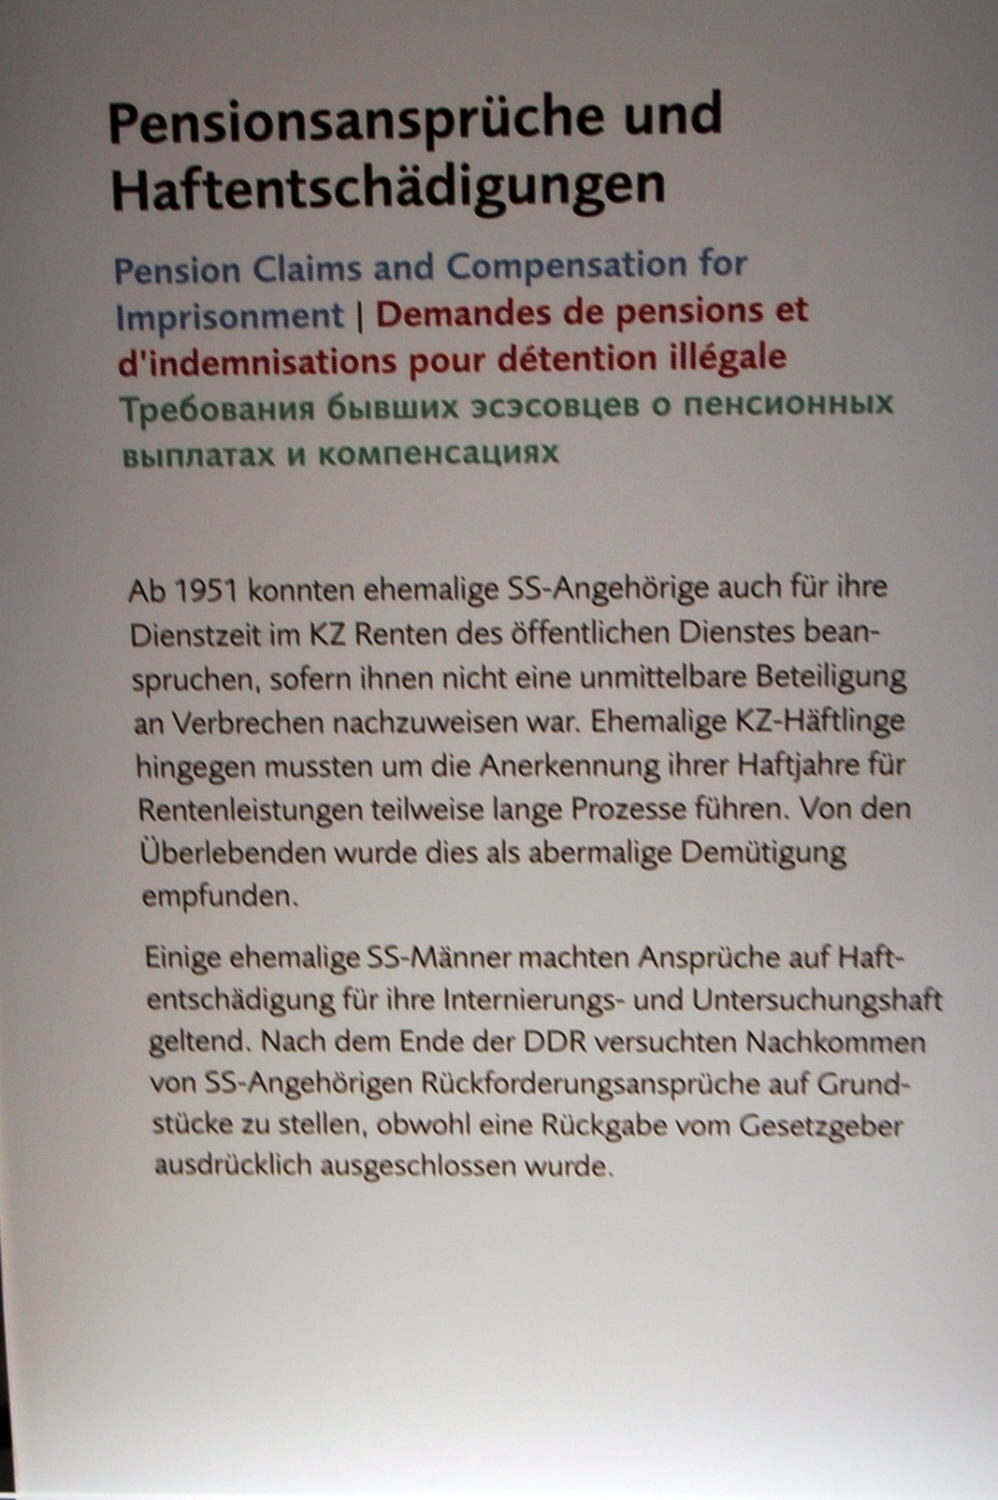 Pensionsansprüche und
Haftentschädigungen
Pension Claims and Compensation for
Imprisonment | Demandes de pensions et
d'indemnisations pour détention illégale
Требования бывших эсэсовцев о пенсионных
выплатах и компенсациях
Ab 1951 konnten ehemalige SS-Angehörige auch für ihre
Dienstzeit im KZ Renten des öffentlichen Dienstes bean-
spruchen, sofern ihnen nicht eine unmittelbare Beteiligung
an Verbrechen nachzuweisen war. Ehemalige KZ-Häftlinge
hingegen mussten um die Anerkennung ihrer Haftjahre für
Rentenleistungen teilweise lange Prozesse führen. Von den
Überlebenden wurde dies als abermalige Demütigung
empfunden.
Einige ehemalige SS-Männer machten Ansprüche auf Haft-
entschädigung für ihre Internierungs- und Untersuchungshaft
geltend. Nach dem Ende der DDR versuchten Nachkommen
von SS-Angehörigen Rückforderungsansprüche auf Grund-
stücke zu stellen, obwohl eine Rückgabe vom Gesetzgeber
ausdrücklich ausgeschlossen wurde.